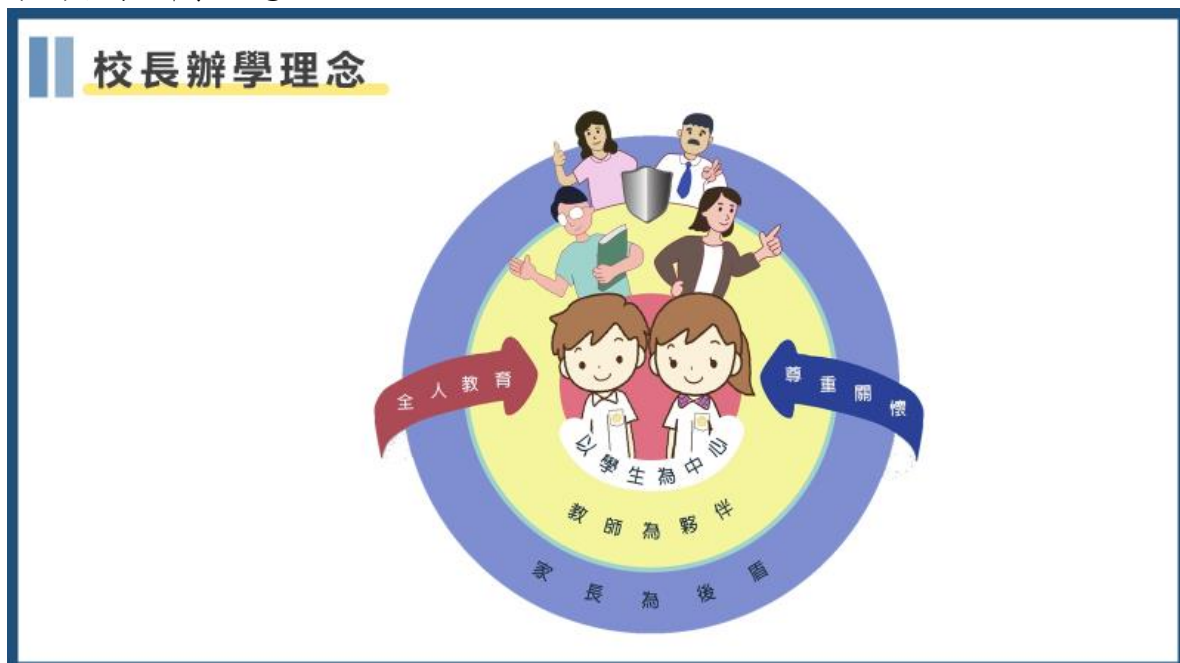 校長辦學理念
全人教育
尊重關懷
以學生為中心
教師為夥伴
家長為後盾